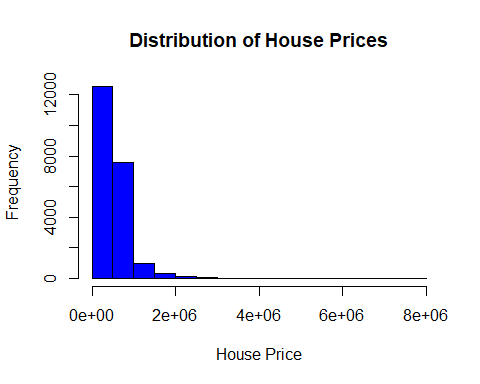 Distribution of House Prices
12000
8000
4000
0
Frequency
0e+00 2e+06 4e+06 6e+06 8e+06
House Price